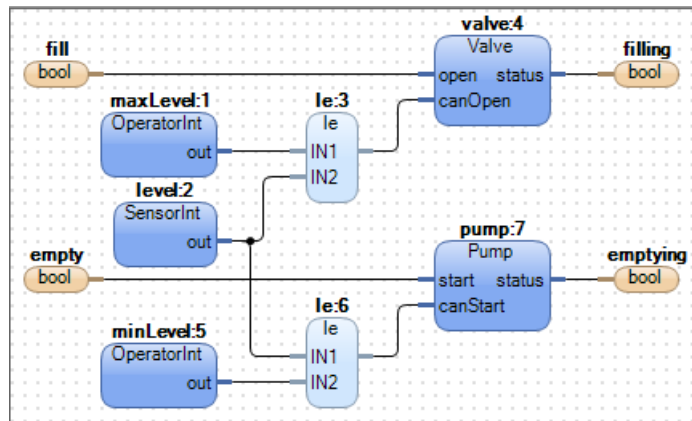 valve:4
fill
Valve
filling
bool
open status
bool
maxLevel:1
le:3
canOpen
OperatorInt
le
out
IN1
IN2
level:2
SensorInt
pump:7
out
empty
Pump
emptying
bool
start status
bool
le:6
canStart
minLevel:5
le
OperatorInt
IN1
out
IN2